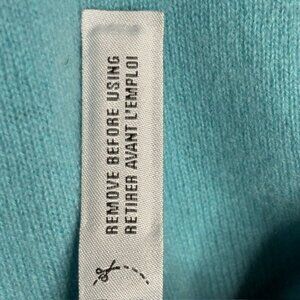 REMOVE BEFORE USING
RETIRER AVANT L'EMPLOI